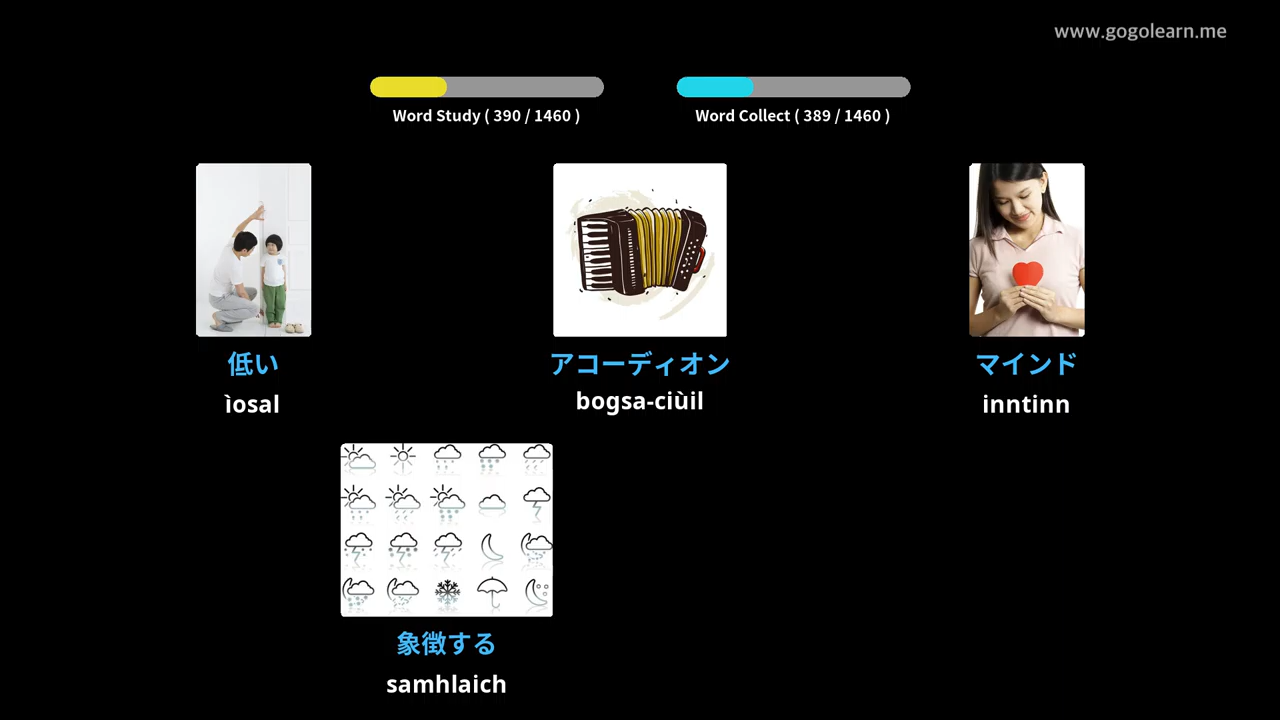 www.gogolearn.me
Word Study ( 390 / 1460 )
Word Collect ( 389 / 1460 )
低い
ìosal
アコーディオン
bogsa-ciùil
マインド
inntinn
象徴する
samhlaich